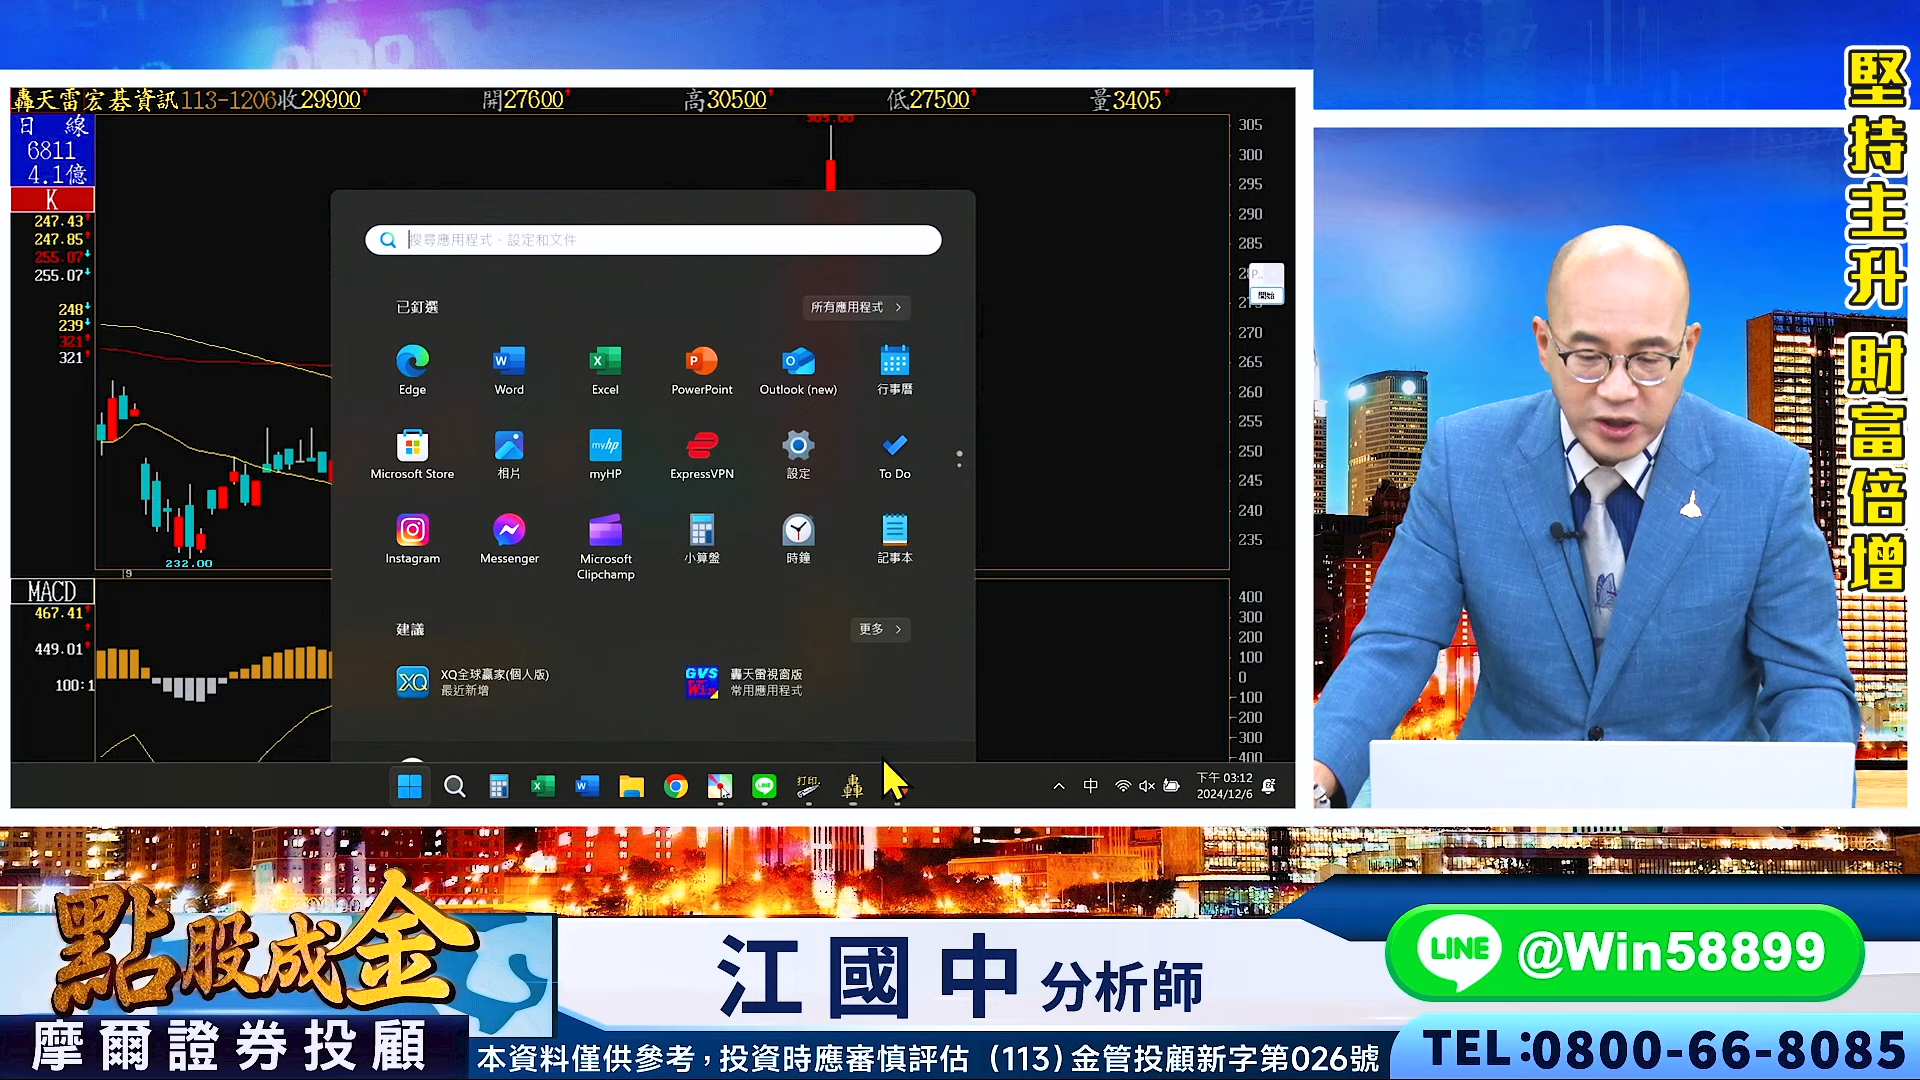 轟天雷宏碁資訊113-1206收29900 開27600 高30500 低27500 量3405
日 線
6811
4.1億
K
247.43
247.85
255.07
255.07
248
239
321
321
305.00
232.00
9
305
300
295
290
285
270
265
260
255
250
245
240
235
開始
MACD
467.41
449.01
100:1
400
300
200
100
0
-100
-200
-300
-400
搜尋應用程式、設定和文件
已釘選
所有應用程式
Edge
Word
Excel
PowerPoint
Outlook (new)
行事曆
Microsoft Store
相片
myHP
ExpressVPN
設定
To Do
Instagram
Messenger
Microsoft Clipchamp
小算盤
時鐘
記事本
建議
更多
XQ全球贏家(個人版)
最近新增
轟天雷視窗版
常用應用程式
中
下午 03:12
2024/12/6
堅持主升 財富倍增
點股成金
摩爾證券投顧
江國中 分析師
LINE @Win58899
TEL:0800-66-8085
本資料僅供參考，投資時應審慎評估 (113)金管投顧新字第026號